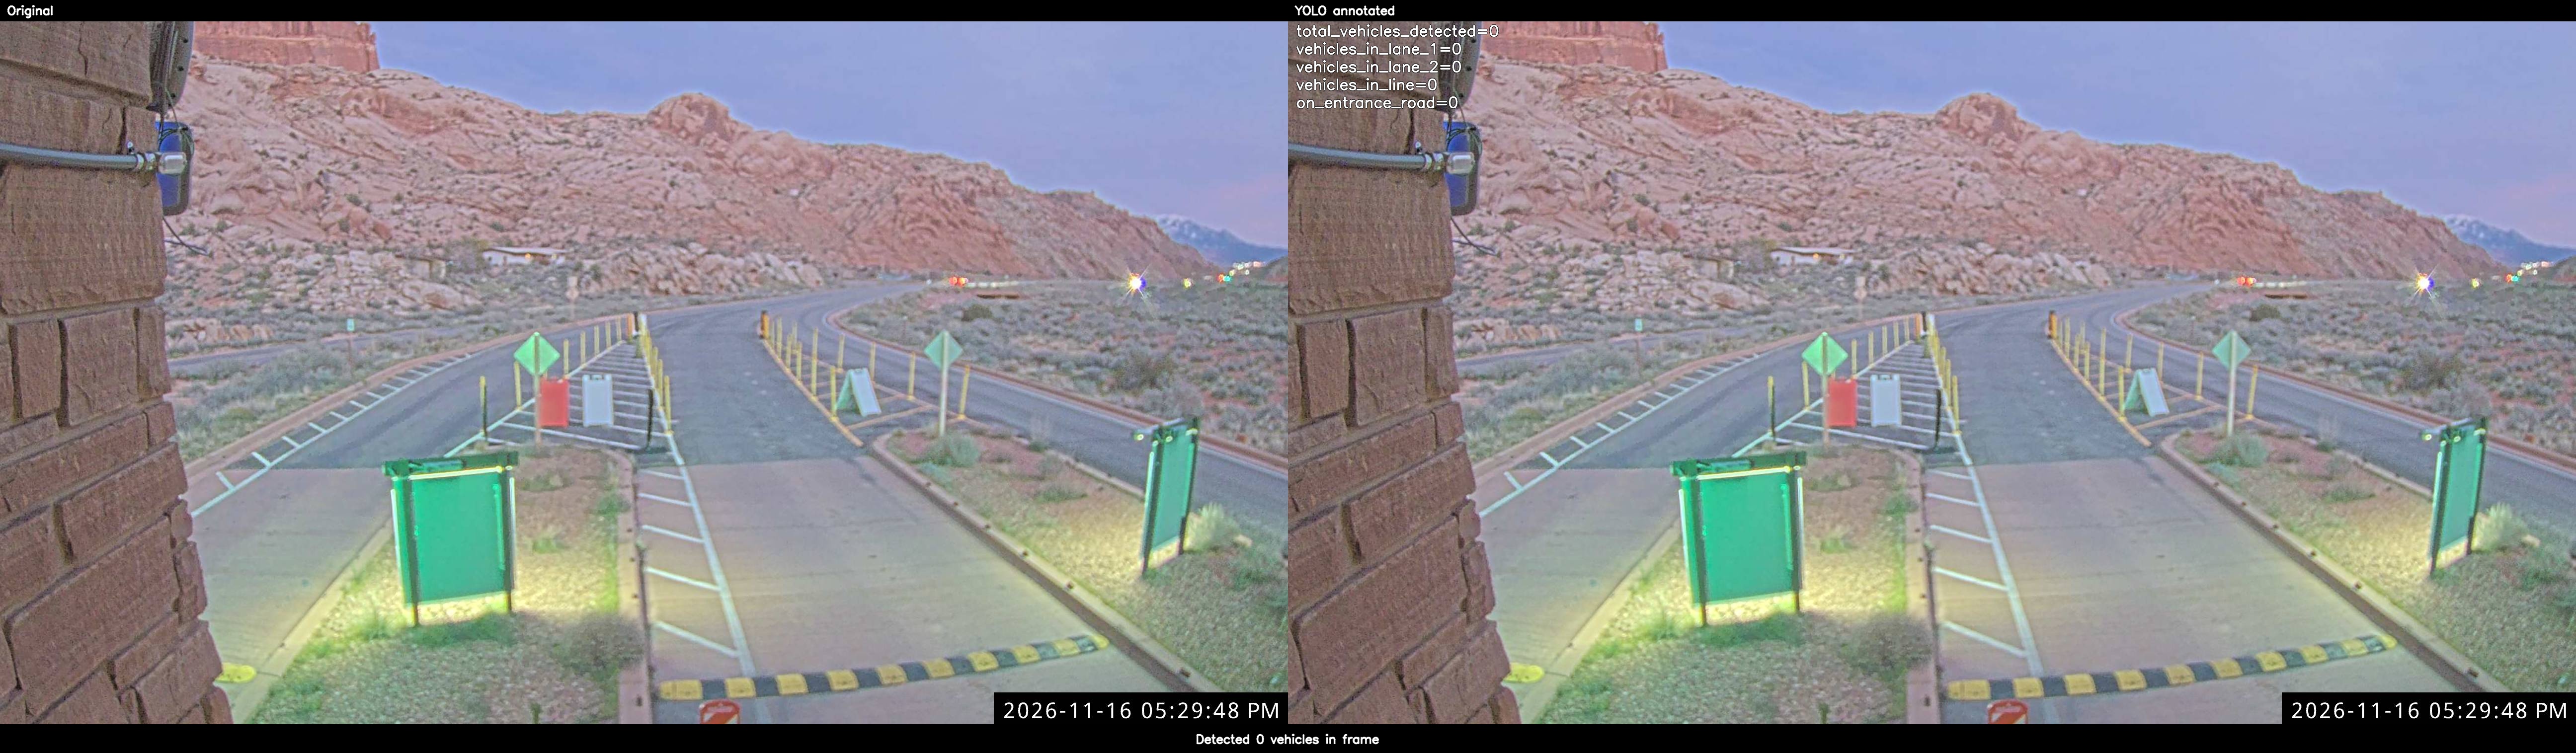 Original
YOLO annotated
total_vehicles_detected=0
vehicles_in_lane_1=0
vehicles_in_lane_2=0
vehicles_in_line=0
on_entrance_road=0
2026-11-16 05:29:48 PM
2026-11-16 05:29:48 PM
Detected 0 vehicles in frame